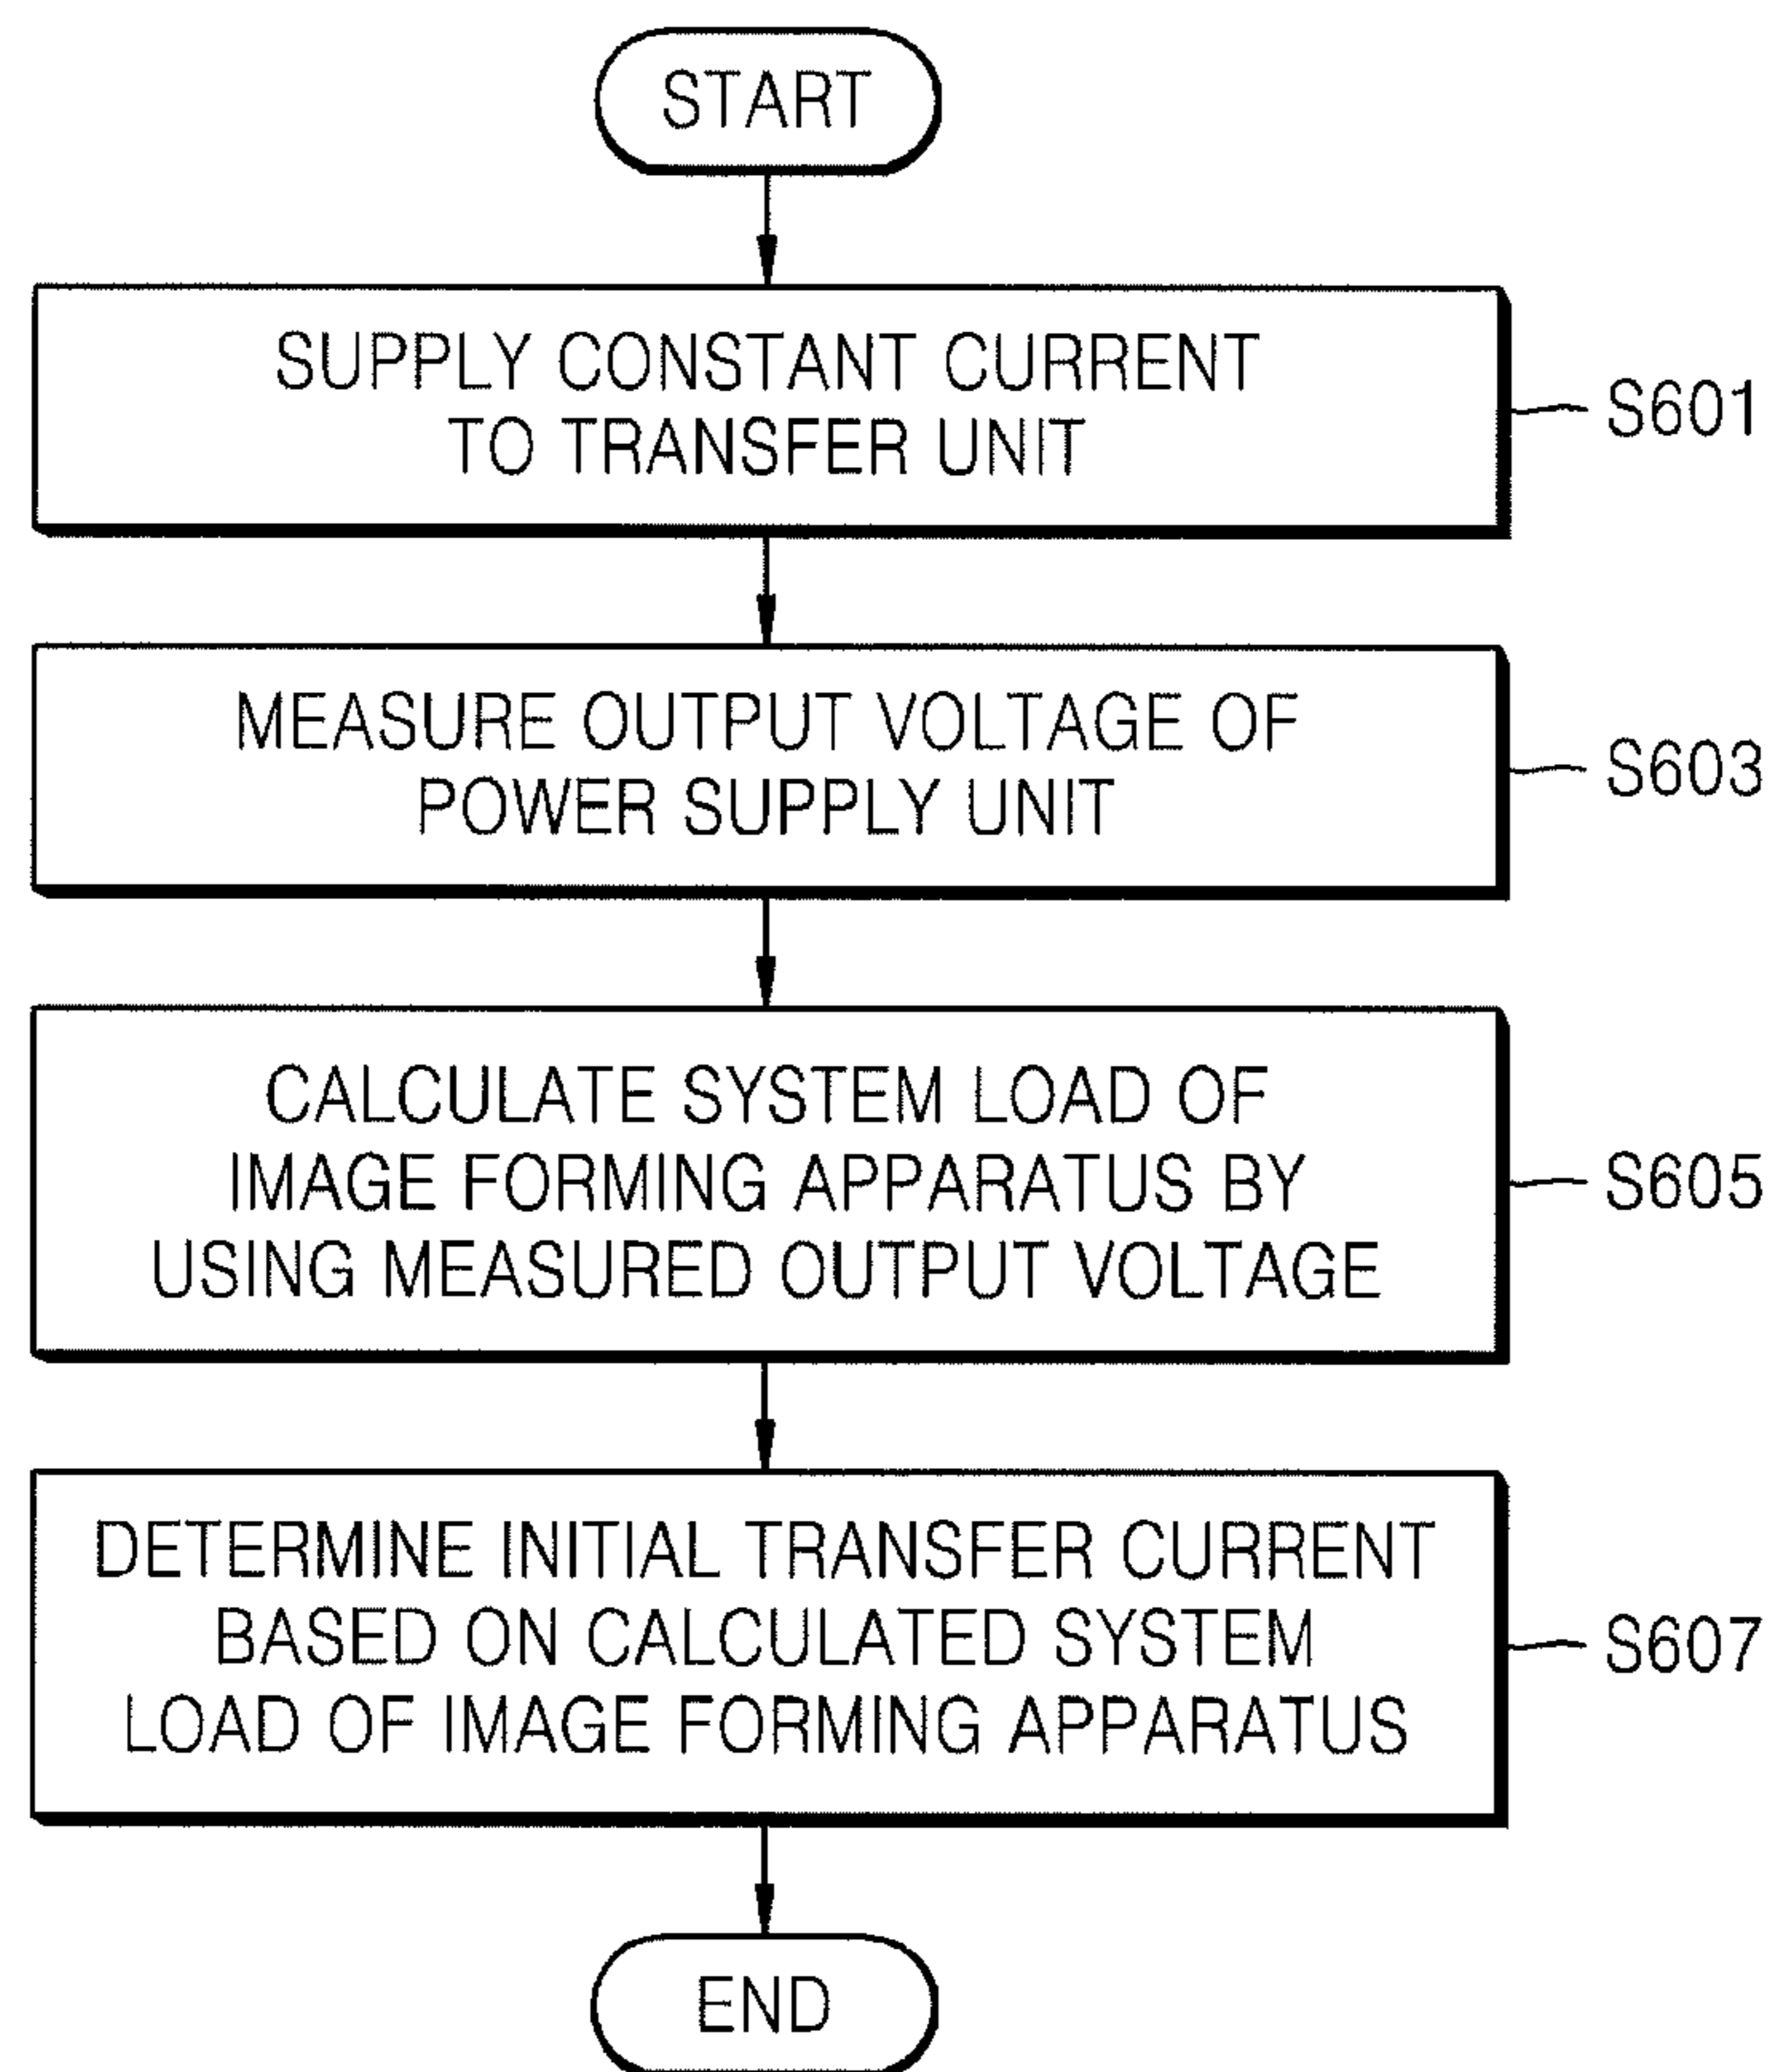 START
SUPPLY CONSTANT CURRENT
TO TRANSFER UNIT
S601
MEASURE OUTPUT VOLTAGE OF
POWER SUPPLY UNIT
S603
CALCULATE SYSTEM LOAD OF
IMAGE FORMING APPARATUS BY
USING MEASURED OUTPUT VOLTAGE
S605
DETERMINE INITIAL TRANSFER CURRENT
BASED ON CALCULATED SYSTEM
LOAD OF IMAGE FORMING APPARATUS
S607
END